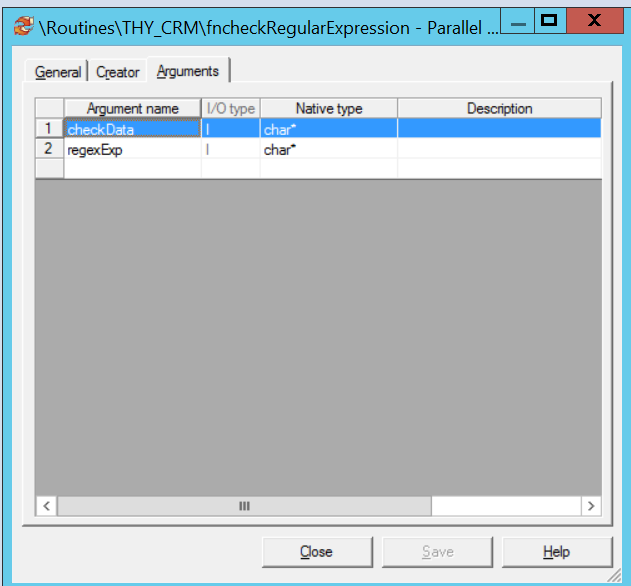 \Routines\THY_CRM\fncheckRegularExpression - Parallel ...
General Creator Arguments
Argument name I/O type Native type Description
1 checkData I char*
2 regexExp I char*
Close Save Help